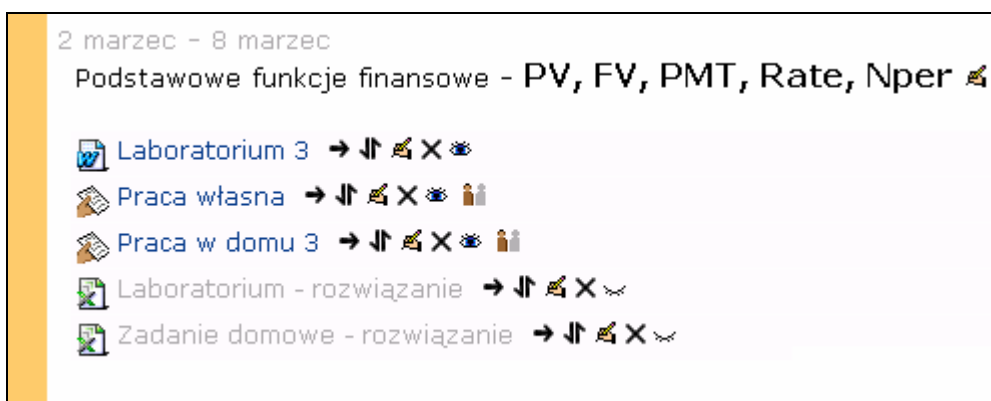 2 marzec - 8 marzec
Podstawowe funkcje finansowe - PV, FV, PMT, Rate, Nper
Laboratorium 3
Praca własna
Praca w domu 3
Laboratorium - rozwiązanie
Zadanie domowe - rozwiązanie